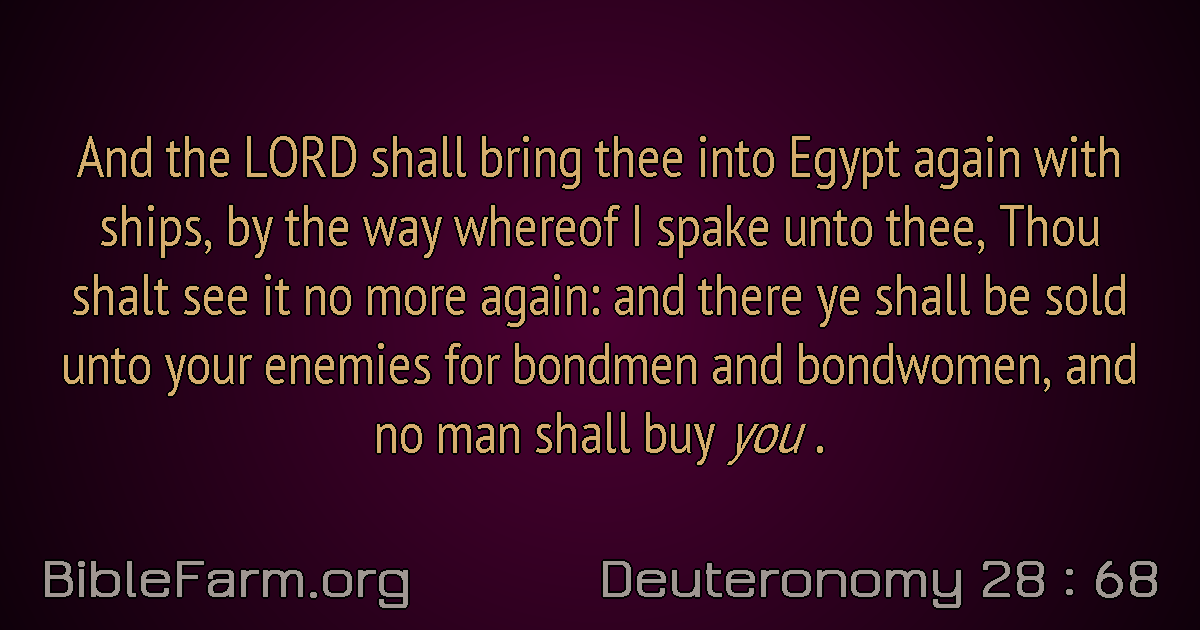 And the LORD shall bring thee into Egypt again with
ships, by the way whereof I spake unto thee, Thou
shalt see it no more again: and there ye shall be sold
unto your enemies for bondmen and bondwomen, and
no man shall buy you .
BibleFarm.org
Deuteronomy 28 : 68